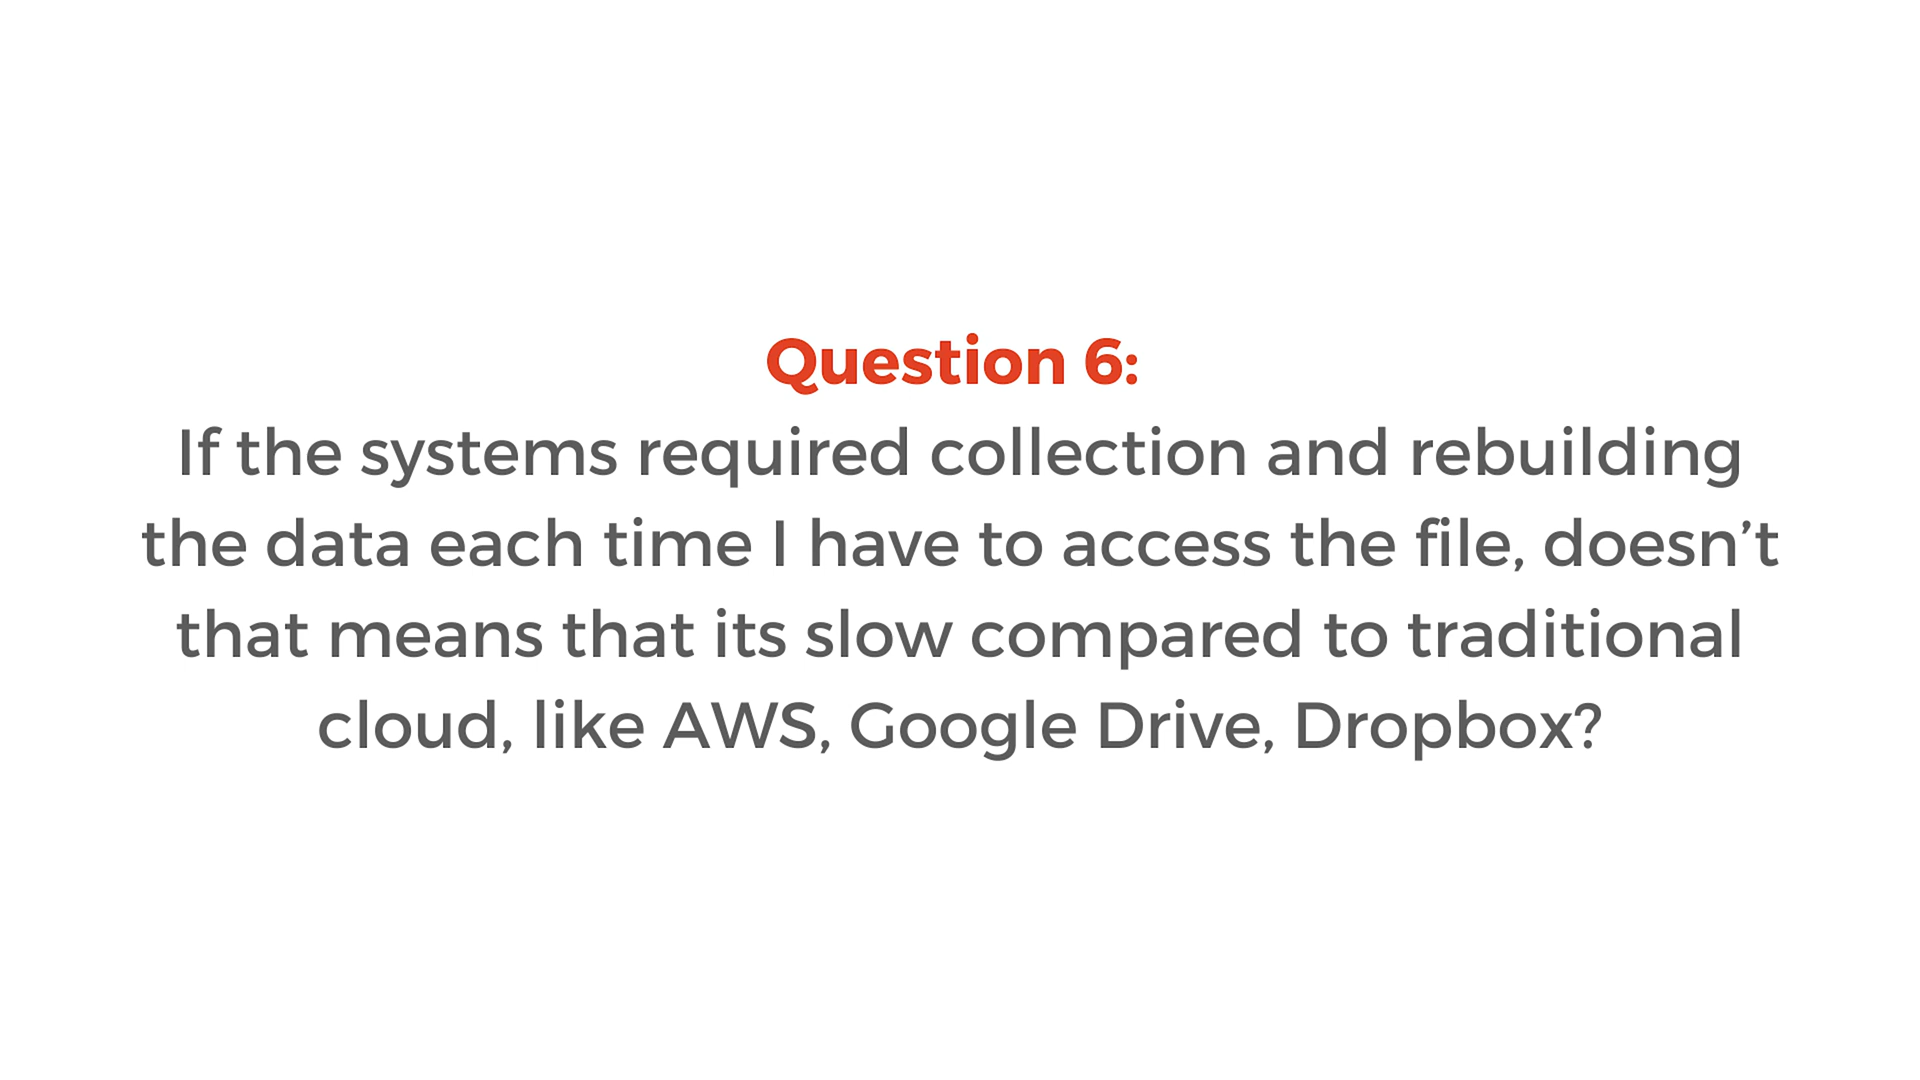 Question 6:
If the systems required collection and rebuilding
the data each time I have to access the file, doesn’t
that means that its slow compared to traditional
cloud, like AWS, Google Drive, Dropbox?